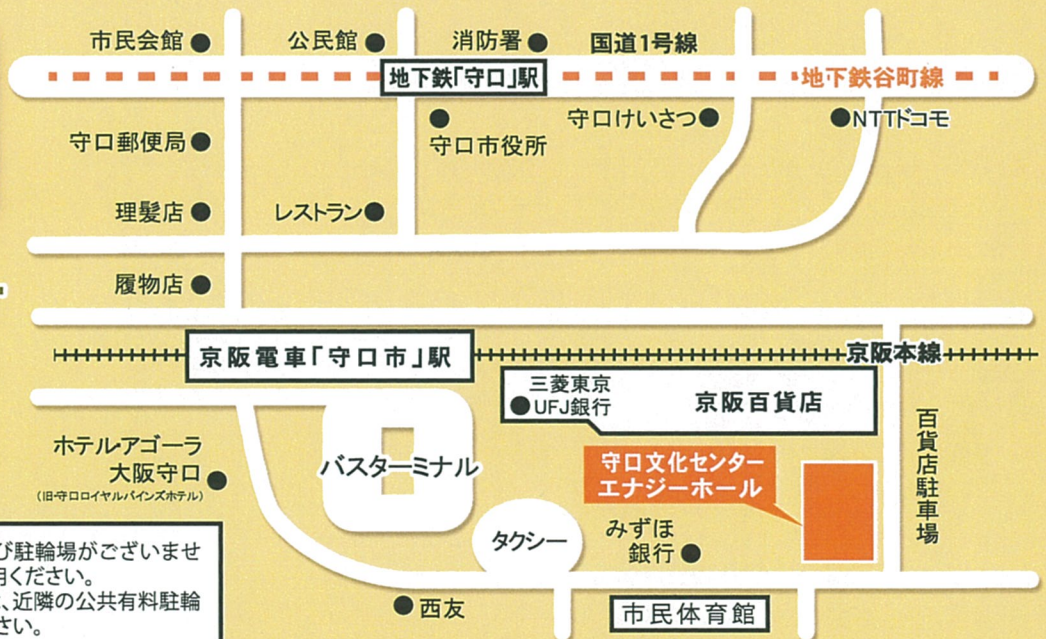 市民会館
公民館
消防署
国道1号線
地下鉄「守口」駅
地下鉄谷町線
守口郵便局
守口市役所
守口けいさつ
NTTドコモ
理髪店
レストラン
履物店
京阪電車「守口市」駅
京阪本線
三菱東京
UFJ銀行
京阪百貨店
ホテル・アゴーラ
大阪守口
(旧・守口ロイヤルパインズホテル)
バスターミナル
守口文化センター
エナジーホール
百貨店駐車場
タクシー
みずほ
銀行
び駐輪場がございませ
用ください。
、近隣の公共有料駐輪
さい。
西友
市民体育館